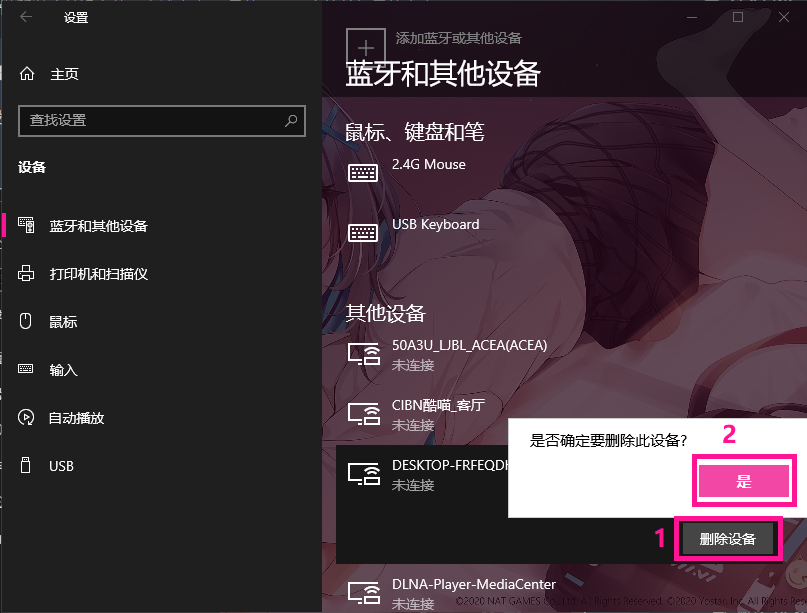 设置
主页
查找设置
设备
蓝牙和其他设备
打印机和扫描仪
鼠标
输入
自动播放
USB
添加蓝牙或其他设备
蓝牙和其他设备
鼠标、键盘和笔
2.4G Mouse
USB Keyboard
其他设备
50A3U_LJBL_ACEA(ACEA)
未连接
CIBN酷喵_客厅
未连接
DESKTOP-FRFEQDH
未连接
是否确定要删除此设备?
2
是
1
删除设备
DLNA-Player-MediaCenter
未连接
©2020 NAT GAMES Co., Ltd. All Rights Reserved. ©2020 Yostar, Inc. All Rights Res